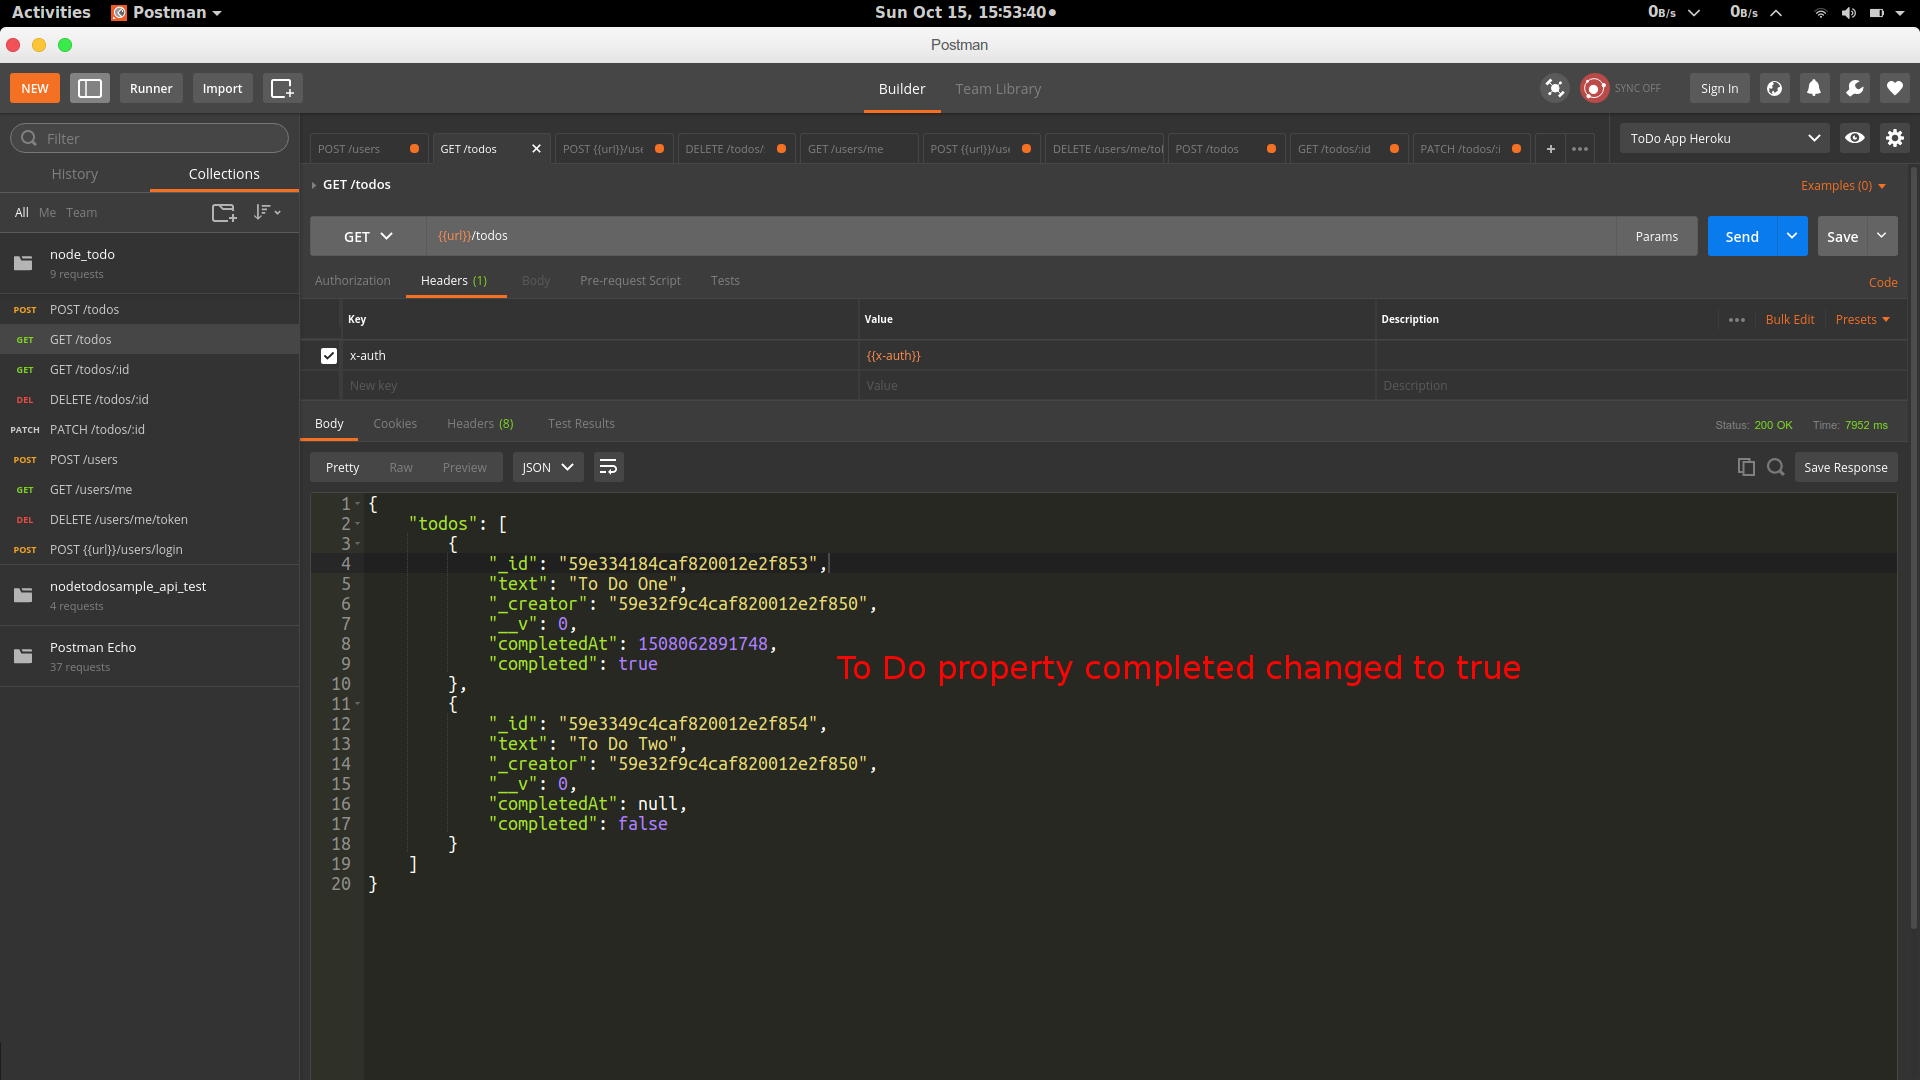 Activities Postman Sun Oct 15, 15:53:40 0B/s 0B/s
Postman
NEW Runner Import Builder Team Library SYNC OFF Sign In
Filter
POST /users GET /todos POST {{url}}/use DELETE /todos/: GET /users/me POST {{url}}/use DELETE /users/me/tol POST /todos GET /todos/:id PATCH /todos/:i + ToDo App Heroku
History Collections
All Me Team
GET /todos Examples (0)
GET {{url}}/todos Params Send Save
Authorization Headers (1) Body Pre-request Script Tests Code
Key Value Description Bulk Edit Presets
x-auth {{x-auth}}
New key Value Description
node_todo
9 requests
POST POST /todos
GET GET /todos
GET GET /todos/:id
DEL DELETE /todos/:id
PATCH PATCH /todos/:id
POST POST /users
GET GET /users/me
DEL DELETE /users/me/token
POST POST {{url}}/users/login
nodetodosample_api_test
4 requests
Postman Echo
37 requests
Body Cookies Headers (8) Test Results Status: 200 OK Time: 7952 ms
Pretty Raw Preview JSON Save Response
1 {
2 "todos": [
3 {
4 "_id": "59e334184caf820012e2f853",
5 "text": "To Do One",
6 "_creator": "59e32f9c4caf820012e2f850",
7 "__v": 0,
8 "completedAt": 1508062891748,
9 "completed": true
To Do property completed changed to true
10 },
11 {
12 "_id": "59e3349c4caf820012e2f854",
13 "text": "To Do Two",
14 "_creator": "59e32f9c4caf820012e2f850",
15 "__v": 0,
16 "completedAt": null,
17 "completed": false
18 }
19 ]
20 }